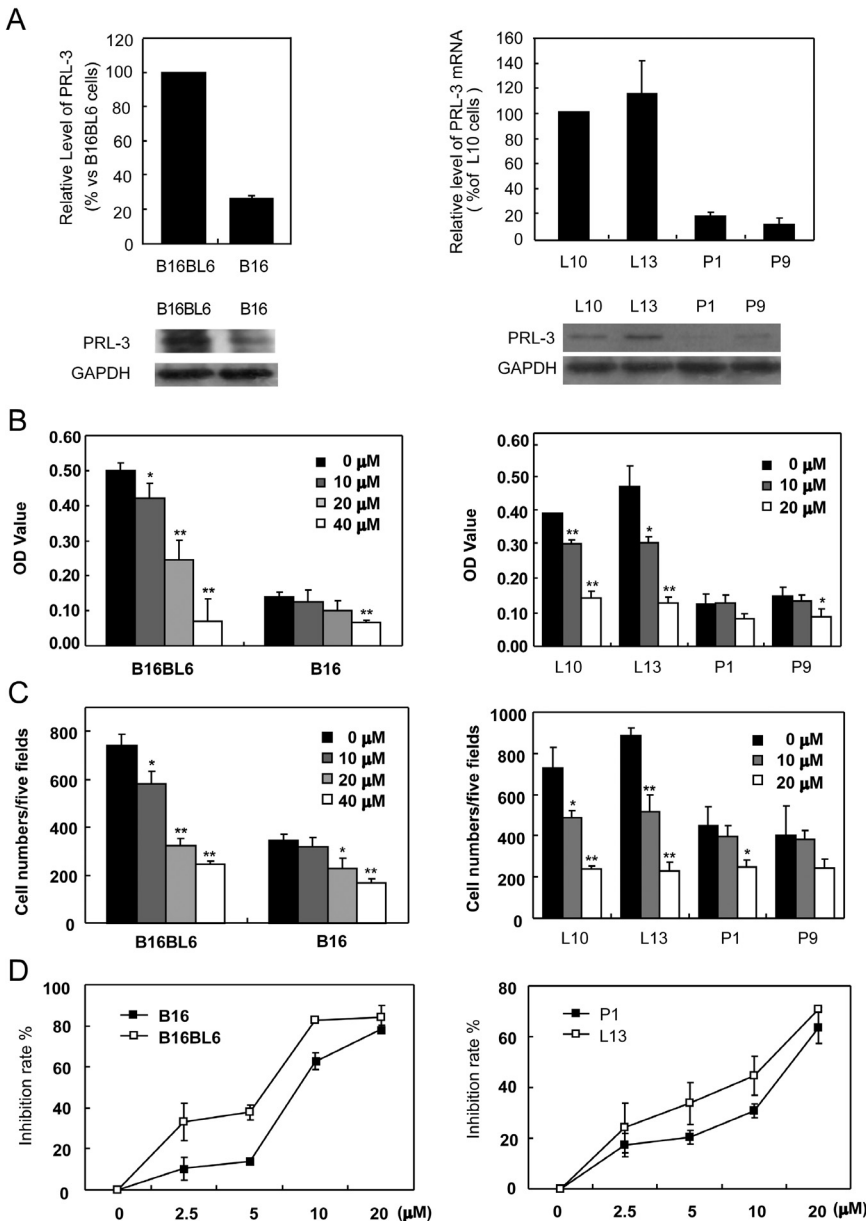 A
Relative Level of PRL-3
(% vs B16BL6 cells)
120
100
80
60
40
20
0
B16BL6 B16
B16BL6 B16
PRL-3
GAPDH
Relative level of PRL-3 mRNA
( %of L10 cells )
160
140
120
100
80
60
40
20
0
L10 L13 P1 P9
L10 L13 P1 P9
PRL-3
GAPDH
B
OD Value
0.60
0.50
0.40
0.30
0.20
0.10
0.00
0 µM
10 µM
20 µM
40 µM
* ** ** **
B16BL6 B16
OD Value
0.60
0.50
0.40
0.30
0.20
0.10
0.00
0 µM
10 µM
20 µM
** ** * ** *
L10 L13 P1 P9
C
Cell numbers/five fields
800
600
400
200
0
0 µM
10 µM
20 µM
40 µM
* ** ** * **
B16BL6 B16
Cell numbers/five fields
1000
800
600
400
200
0
0 µM
10 µM
20 µM
* ** ** ** *
L10 L13 P1 P9
D
Inhibition rate %
100
80
60
40
20
0
B16
B16BL6
0 2.5 5 10 20 (µM)
Inhibition rate %
80
60
40
20
0
P1
L13
0 2.5 5 10 20 (µM)